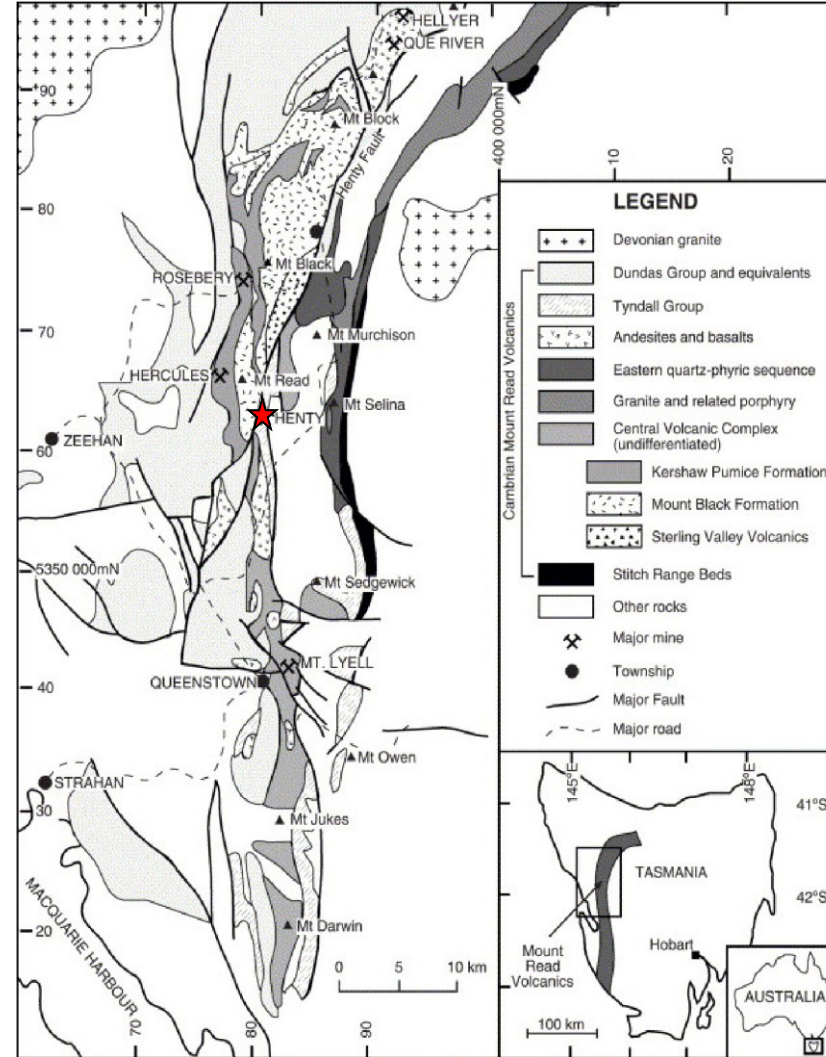 HELLYER
QUE RIVER
Mt Block
Henty Fault
90
80
ROSEBERY
Mt Black
70
Mt Murchison
HERCULES
Mt Read
Mt Selina
HENTY
ZEEHAN
60
5350 000mN
Mt Sedgewick
MT. LYELL
QUEENSTOWN
40
Mt Owen
STRAHAN
30
Mt Jukes
MACQUARIE HARBOUR
20
Mt Darwin
0 5 10 km
70
80
90
400 000mN
10
20
LEGEND
Devonian granite
Dundas Group and equivalents
Tyndall Group
Andesites and basalts
Eastern quartz-phyric sequence
Granite and related porphyry
Central Volcanic Complex
(undifferentiated)
Kershaw Pumice Formation
Mount Black Formation
Sterling Valley Volcanics
Stitch Range Beds
Cambrian Mount Read Volcanics
Other rocks
Major mine
Township
Major Fault
Major road
145°E
148°E
41°S
TASMANIA
42°S
Hobart
Mount
Read
Volcanics
100 km
AUSTRALIA